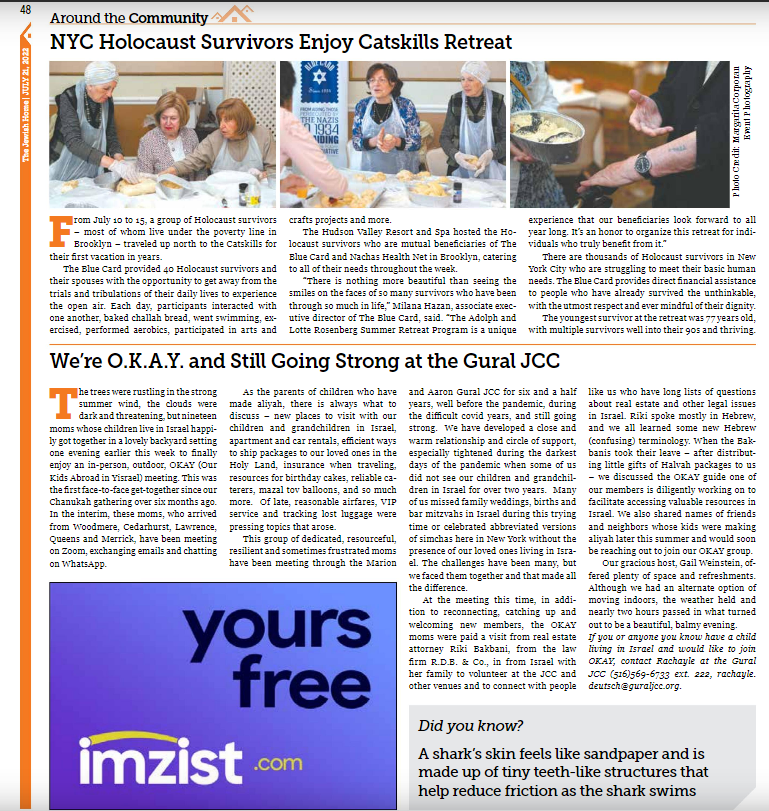 48
Around the Community
The Jewish Home | JULY 21, 2022
NYC Holocaust Survivors Enjoy Catskills Retreat
BLUE CARD
Since 1934
THE NAZIS
1934
Photo Credit: Margarita Corporan
Event Photography
From July 10 to 15, a group of Holocaust survivors
– most of whom live under the poverty line in
Brooklyn – traveled up north to the Catskills for
their first vacation in years.
The Blue Card provided 40 Holocaust survivors and
their spouses with the opportunity to get away from the
trials and tribulations of their daily lives to experience
the open air. Each day, participants interacted with
one another, baked challah bread, went swimming, ex-
ercised, performed aerobics, participated in arts and
crafts projects and more.
The Hudson Valley Resort and Spa hosted the Ho-
locaust survivors who are mutual beneficiaries of The
Blue Card and Nachas Health Net in Brooklyn, catering
to all of their needs throughout the week.
"There is nothing more beautiful than seeing the
smiles on the faces of so many survivors who have been
through so much in life," Milana Hazan, associate exec-
utive director of The Blue Card, said. "The Adolph and
Lotte Rosenberg Summer Retreat Program is a unique
experience that our beneficiaries look forward to all
year long. It's an honor to organize this retreat for indi-
viduals who truly benefit from it."
There are thousands of Holocaust survivors in New
York City who are struggling to meet their basic human
needs. The Blue Card provides direct financial assistance
to people who have already survived the unthinkable,
with the utmost respect and ever mindful of their dignity.
The youngest survivor at the retreat was 77 years old,
with multiple survivors well into their 90s and thriving.
We're O.K.A.Y. and Still Going Strong at the Gural JCC
The trees were rustling in the strong
summer wind, the clouds were
dark and threatening, but nineteen
moms whose children live in Israel happi-
ly got together in a lovely backyard setting
one evening earlier this week to finally
enjoy an in-person, outdoor, OKAY (Our
Kids Abroad in Yisrael) meeting. This was
the first face-to-face get-together since our
Chanukah gathering over six months ago.
In the interim, these moms, who arrived
from Woodmere, Cedarhurst, Lawrence,
Queens and Merrick, have been meeting
on Zoom, exchanging emails and chatting
on WhatsApp.
As the parents of children who have
made aliyah, there is always what to
discuss – new places to visit with our
children and grandchildren in Israel,
apartment and car rentals, efficient ways
to ship packages to our loved ones in the
Holy Land, insurance when traveling,
resources for birthday cakes, reliable ca-
terers, mazal tov balloons, and so much
more. Of late, reasonable airfares, VIP
service and tracking lost luggage were
pressing topics that arose.
This group of dedicated, resourceful,
resilient and sometimes frustrated moms
have been meeting through the Marion
and Aaron Gural JCC for six and a half
years, well before the pandemic, during
the difficult covid years, and still going
strong. We have developed a close and
warm relationship and circle of support,
especially tightened during the darkest
days of the pandemic when some of us
did not see our children and grandchil-
dren in Israel for over two years. Many
of us missed family weddings, births and
bar mitzvahs in Israel during this trying
time or celebrated abbreviated versions
of simchas here in New York without the
presence of our loved ones living in Isra-
el. The challenges have been many, but
we faced them together and that made all
the difference.
At the meeting this time, in addi-
tion to reconnecting, catching up and
welcoming new members, the OKAY
moms were paid a visit from real estate
attorney Riki Bakbani, from the law
firm R.D.B. & Co., in from Israel with
her family to volunteer at the JCC and
other venues and to connect with people
like us who have long lists of questions
about real estate and other legal issues
in Israel. Riki spoke mostly in Hebrew,
and we all learned some new Hebrew
(confusing) terminology. When the Bak-
banis took their leave – after distribut-
ing little gifts of Halvah packages to us
– we discussed the OKAY guide one of
our members is diligently working on to
facilitate accessing valuable resources in
Israel. We also shared names of friends
and neighbors whose kids were making
aliyah later this summer and would soon
be reaching out to join our OKAY group.
Our gracious host, Gail Weinstein, of-
fered plenty of space and refreshments.
Although we had an alternate option of
moving indoors, the weather held and
nearly two hours passed in what turned
out to be a beautiful, balmy evening.
If you or anyone you know have a child
living in Israel and would like to join
OKAY, contact Rachayle at the Gural
JCC (516)569-6733 ext. 222, rachayle.
deutsch@guraljcc.org.
yours
free
imzist.com
Did you know?
A shark's skin feels like sandpaper and is
made up of tiny teeth-like structures that
help reduce friction as the shark swims